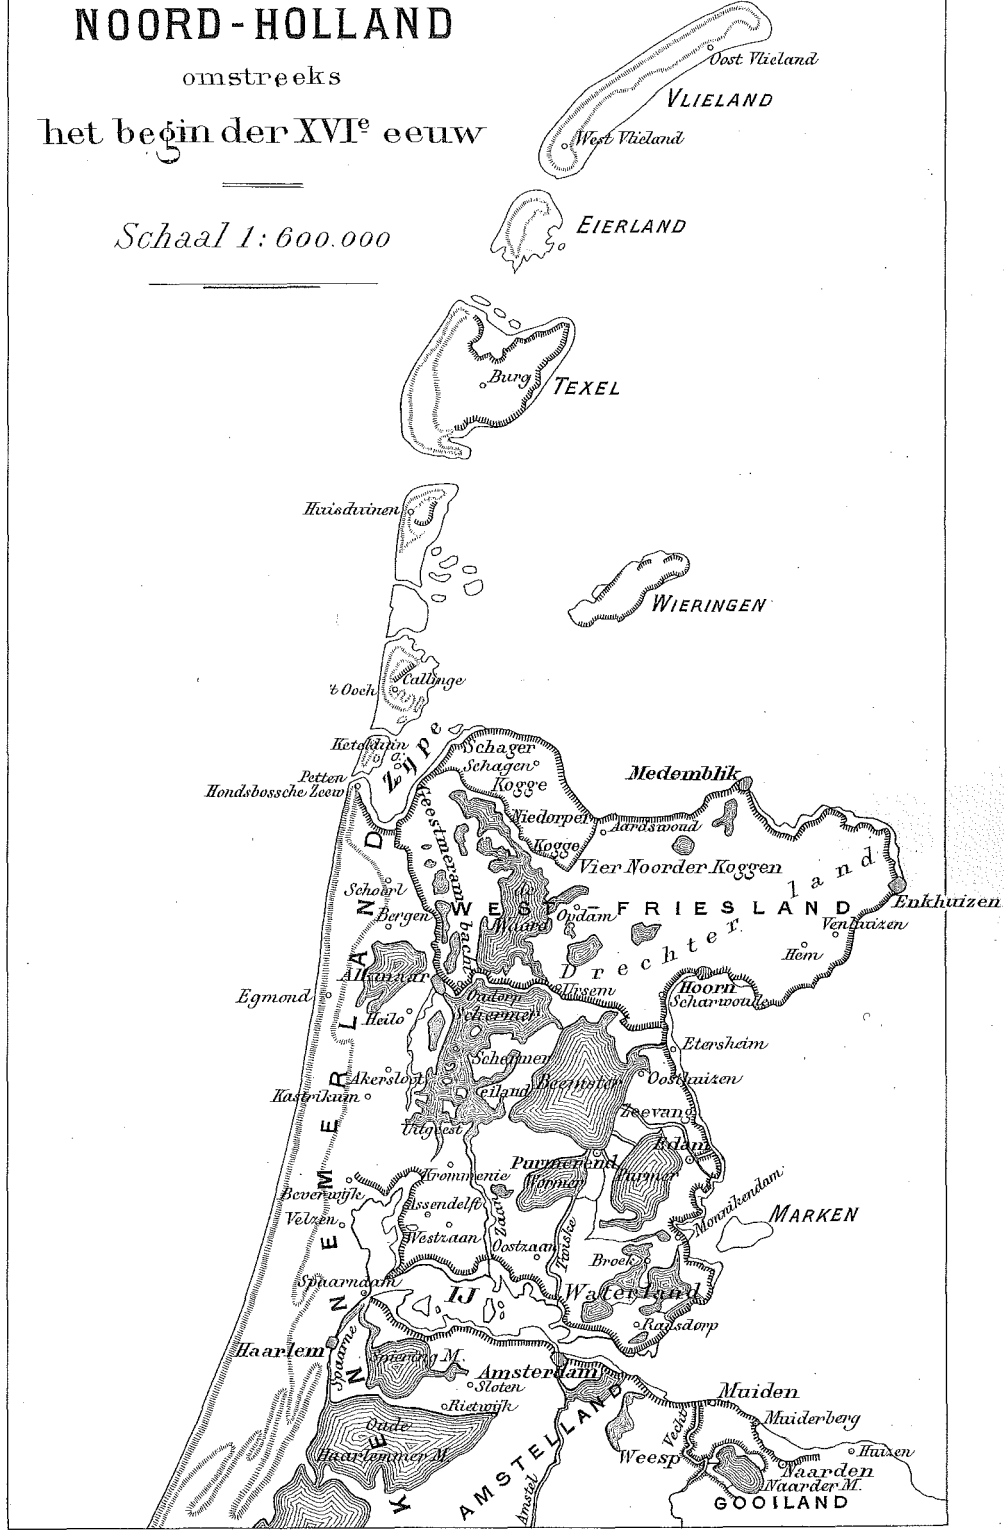 NOORD-HOLLAND
omstreeks
het begin der XVIe eeuw
Schaal 1: 600.000
Oost Vlieland
VLIELAND
West Vlieland
EIERLAND
Burg
TEXEL
Huisduinen
WIERINGEN
Callinge
't Ooch
Ketelduin
Zype
Petten
Hondsbossche Zeew
Schager
Schagen
Kogge
Medemblik
Niedorper
Kogge
Aardswoud
Geestmerambacht
Vier Noorder Koggen
Schoorl
Bergen
de
Waard
WEST-FRIESLAND
Opdam
Drechterland
Enkhuizen
Venhuizen
Hem
Alkmaar
Egmond
Heilo
Oudorp
Schermer
Ursem
Hoorn
Scharwoude
Etersheim
Schermer
eiland
Beemster
Oosthuizen
Akersloot
Kastrikum
Zeevang
Uitgeest
Edam
Purmerend
Wormer
Purmer
Krommenie
Beverwijk
Assendelft
Velzen
Westzaan
Zaan
Oostzaan
Twiske
Monnikendam
MARKEN
Broek
Waterland
Ransdorp
Spaarndam
IJ
KENNEMERLAND
Haarlem
Spaarne
Spiering M.
Amsterdam
Sloten
Rietwijk
Oude
Haarlemmer M.
AMSTELLAND
Amstel
Muiden
Muiderberg
Vecht
Weesp
Huizen
Naarden
Naarder M.
GOOILAND